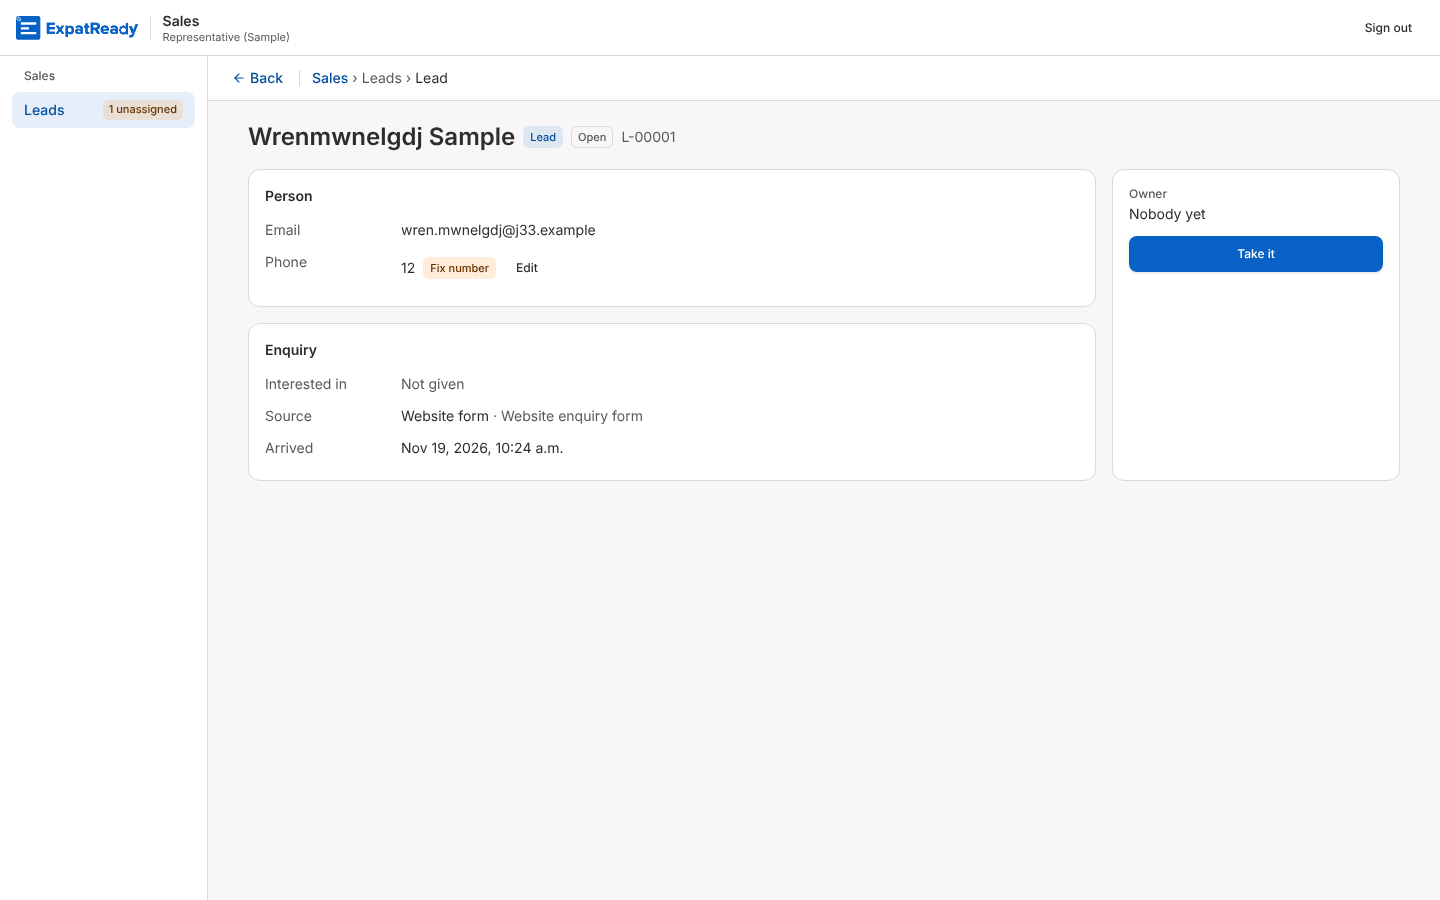 ExpatReady
Sales
Representative (Sample)
Sign out
Sales
Leads
1 unassigned
← Back
Sales › Leads › Lead
Wrenmwnelgdj Sample Lead Open L-00001
Person
Email wren.mwnelgdj@j33.example
Phone 12 Fix number Edit
Enquiry
Interested in Not given
Source Website form · Website enquiry form
Arrived Nov 19, 2026, 10:24 a.m.
Owner
Nobody yet
Take it